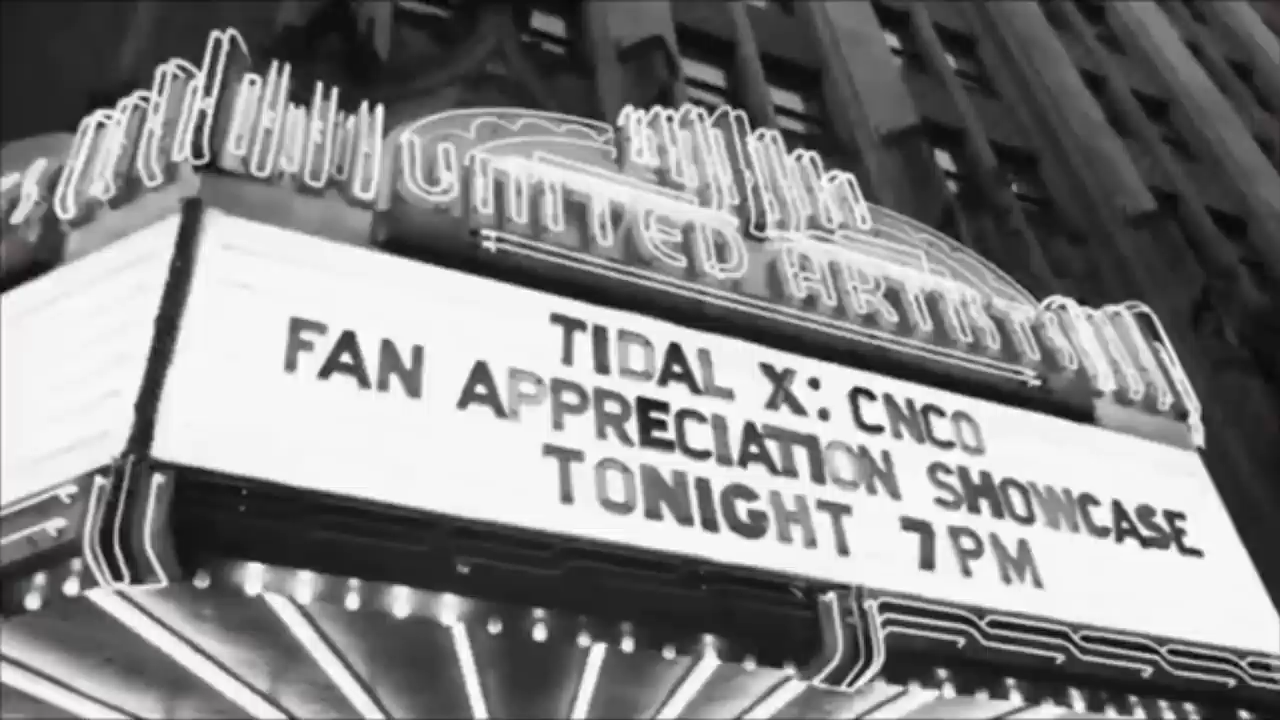 UNITED ARTISTS
TIDAL X: CNCO
FAN APPRECIATION SHOWCASE
TONIGHT 7PM